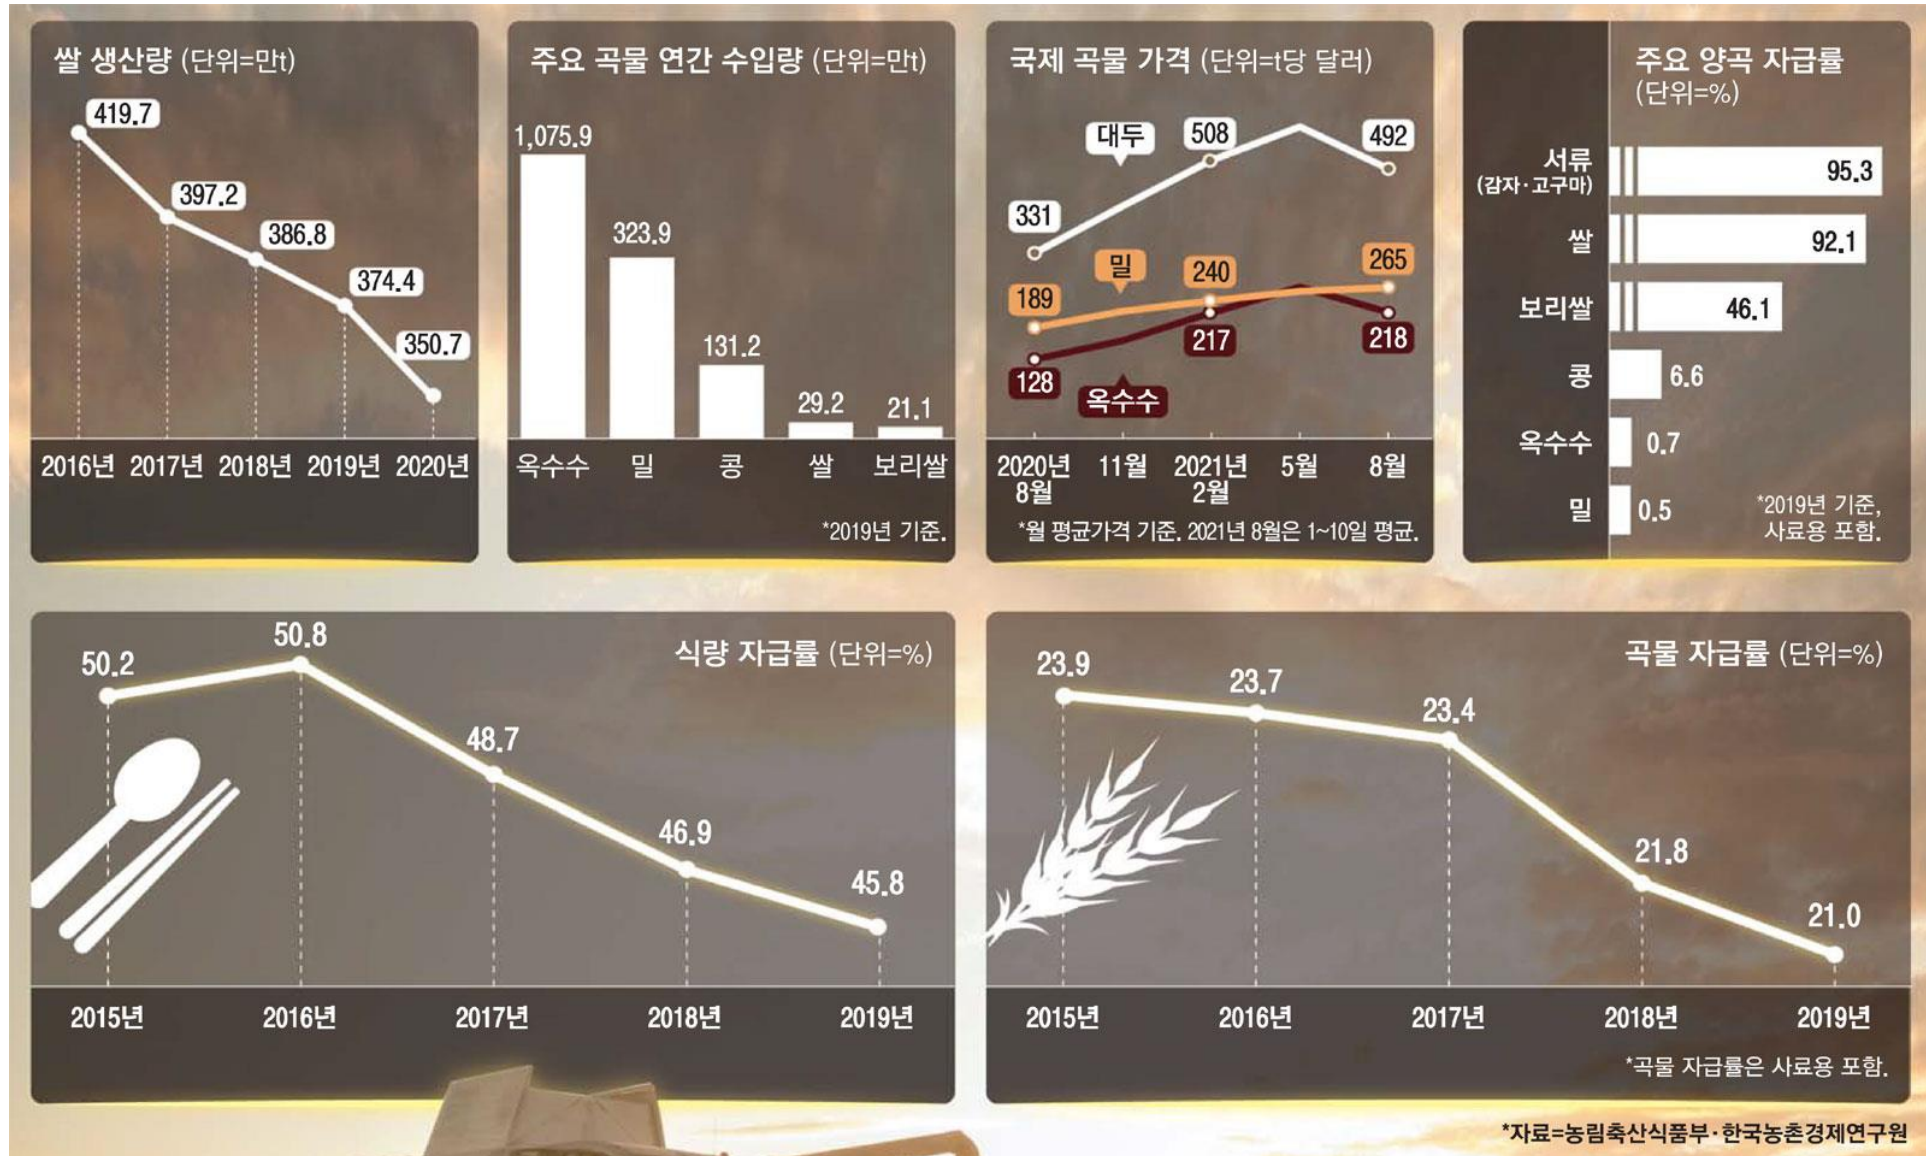 쌀 생산량 (단위=만t)
419.7
397.2
386.8
374.4
350.7
2016년 2017년 2018년 2019년 2020년
주요 곡물 연간 수입량 (단위=만t)
1,075.9
323.9
131.2
29.2
21.1
옥수수 밀 콩 쌀 보리쌀
*2019년 기준.
국제 곡물 가격 (단위=t당 달러)
대두
508
492
331
밀
240
265
189
217
218
128
옥수수
2020년 11월 2021년 5월 8월
8월 2월
*월 평균가격 기준. 2021년 8월은 1~10일 평균.
주요 양곡 자급률
(단위=%)
서류 95.3
(감자·고구마)
쌀 92.1
보리쌀 46.1
콩 6.6
옥수수 0.7
밀 0.5
*2019년 기준,
사료용 포함.
식량 자급률 (단위=%)
50.2
50.8
48.7
46.9
45.8
2015년 2016년 2017년 2018년 2019년
곡물 자급률 (단위=%)
23.9
23.7
23.4
21.8
21.0
2015년 2016년 2017년 2018년 2019년
*곡물 자급률은 사료용 포함.
*자료=농림축산식품부·한국농촌경제연구원